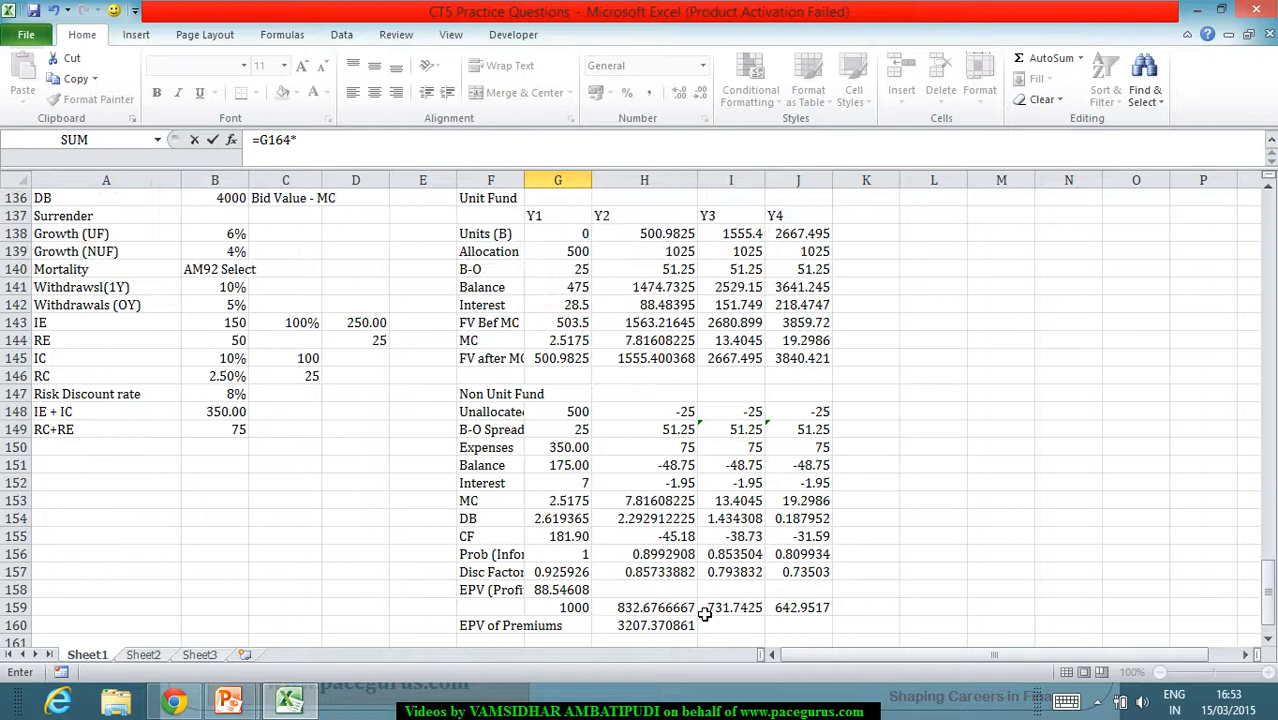 CT5 Practice Questions - Microsoft Excel (Product Activation Failed)
File Home Insert Page Layout Formulas Data Review View Developer
Paste Cut Copy Format Painter
11 A A Wrap Text General Conditional Formatting Format as Table Cell Styles Insert Delete Format AutoSum Fill Clear Sort & Filter Find & Select
B I U Merge & Center % ,
Clipboard Font Alignment Number Styles Cells Editing
SUM fx =G164*
A B C D E F G H I J K L M N O P
136 DB 4000 Bid Value - MC Unit Fund
137 Surrender Y1 Y2 Y3 Y4
138 Growth (UF) 6% Units (B) 0 500.9825 1555.4 2667.495
139 Growth (NUF) 4% Allocation 500 1025 1025 1025
140 Mortality AM92 Select B-O 25 51.25 51.25 51.25
141 Withdrawsl(1Y) 10% Balance 475 1474.7325 2529.15 3641.245
142 Withdrawals (OY) 5% Interest 28.5 88.48395 151.749 218.4747
143 IE 150 100% 250.00 FV Bef MC 503.5 1563.21645 2680.899 3859.72
144 RE 50 25 MC 2.5175 7.81608225 13.4045 19.2986
145 IC 10% 100 FV after MC 500.9825 1555.400368 2667.495 3840.421
146 RC 2.50% 25
147 Risk Discount rate 8% Non Unit Fund
148 IE + IC 350.00 Unallocated 500 -25 -25 -25
149 RC+RE 75 B-O Spread 25 51.25 51.25 51.25
150 Expenses 350.00 75 75 75
151 Balance 175.00 -48.75 -48.75 -48.75
152 Interest 7 -1.95 -1.95 -1.95
153 MC 2.5175 7.81608225 13.4045 19.2986
154 DB 2.619365 2.292912225 1.434308 0.187952
155 CF 181.90 -45.18 -38.73 -31.59
156 Prob (Infor 1 0.8992908 0.853504 0.809934
157 Disc Factor 0.925926 0.85733882 0.793832 0.73503
158 EPV (Profi 88.54608
159 1000 832.6766667 731.7425 642.9517
160 EPV of Premiums 3207.370861
161
Sheet1 Sheet2 Sheet3
Enter 100%
www.pacegurus.com Shaping Careers in Fin
ENG 16:53
IN 15/03/2015
Videos by VAMSIDHAR AMBATIPUDI on behalf of www.pacegurus.com